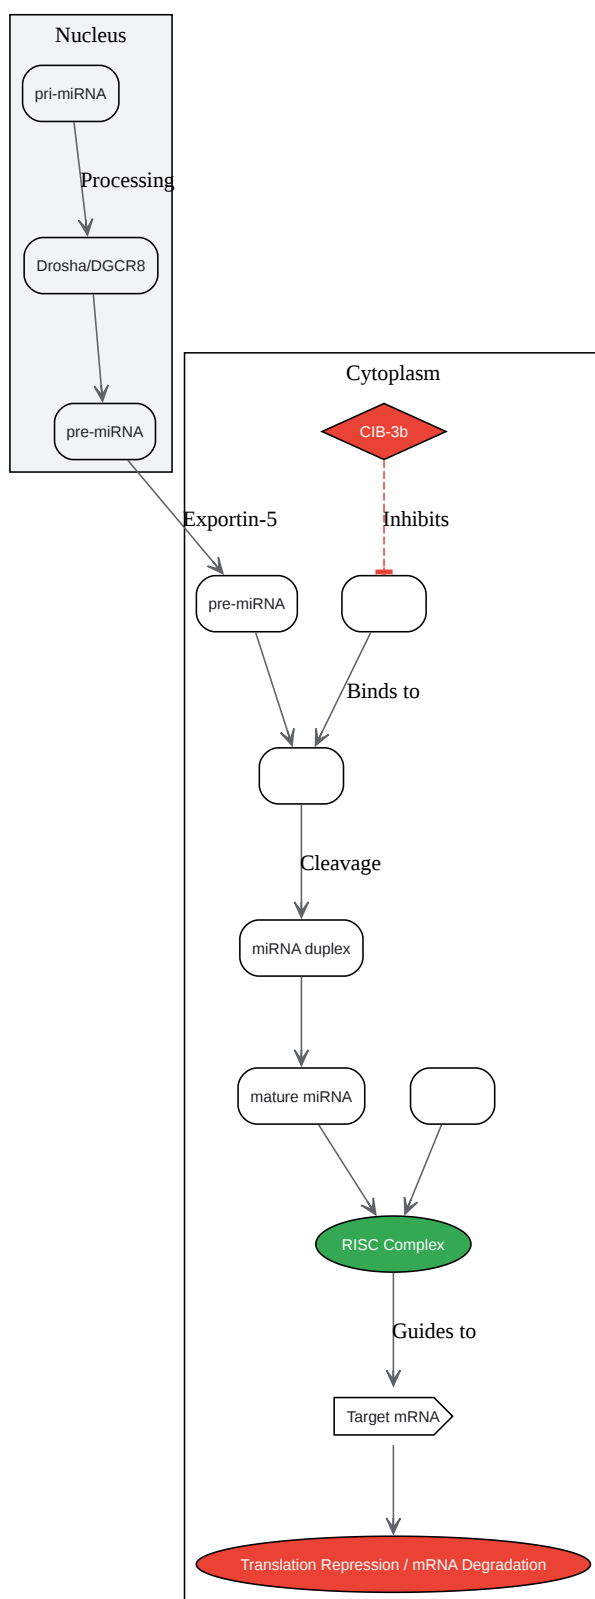 Nucleus
pri-miRNA
Processing
Drosha/DGCR8
pre-miRNA
Cytoplasm
CIB-3b
Exportin-5
Inhibits
pre-miRNA
Binds to
Cleavage
miRNA duplex
mature miRNA
RISC Complex
Guides to
Target mRNA
Translation Repression / mRNA Degradation